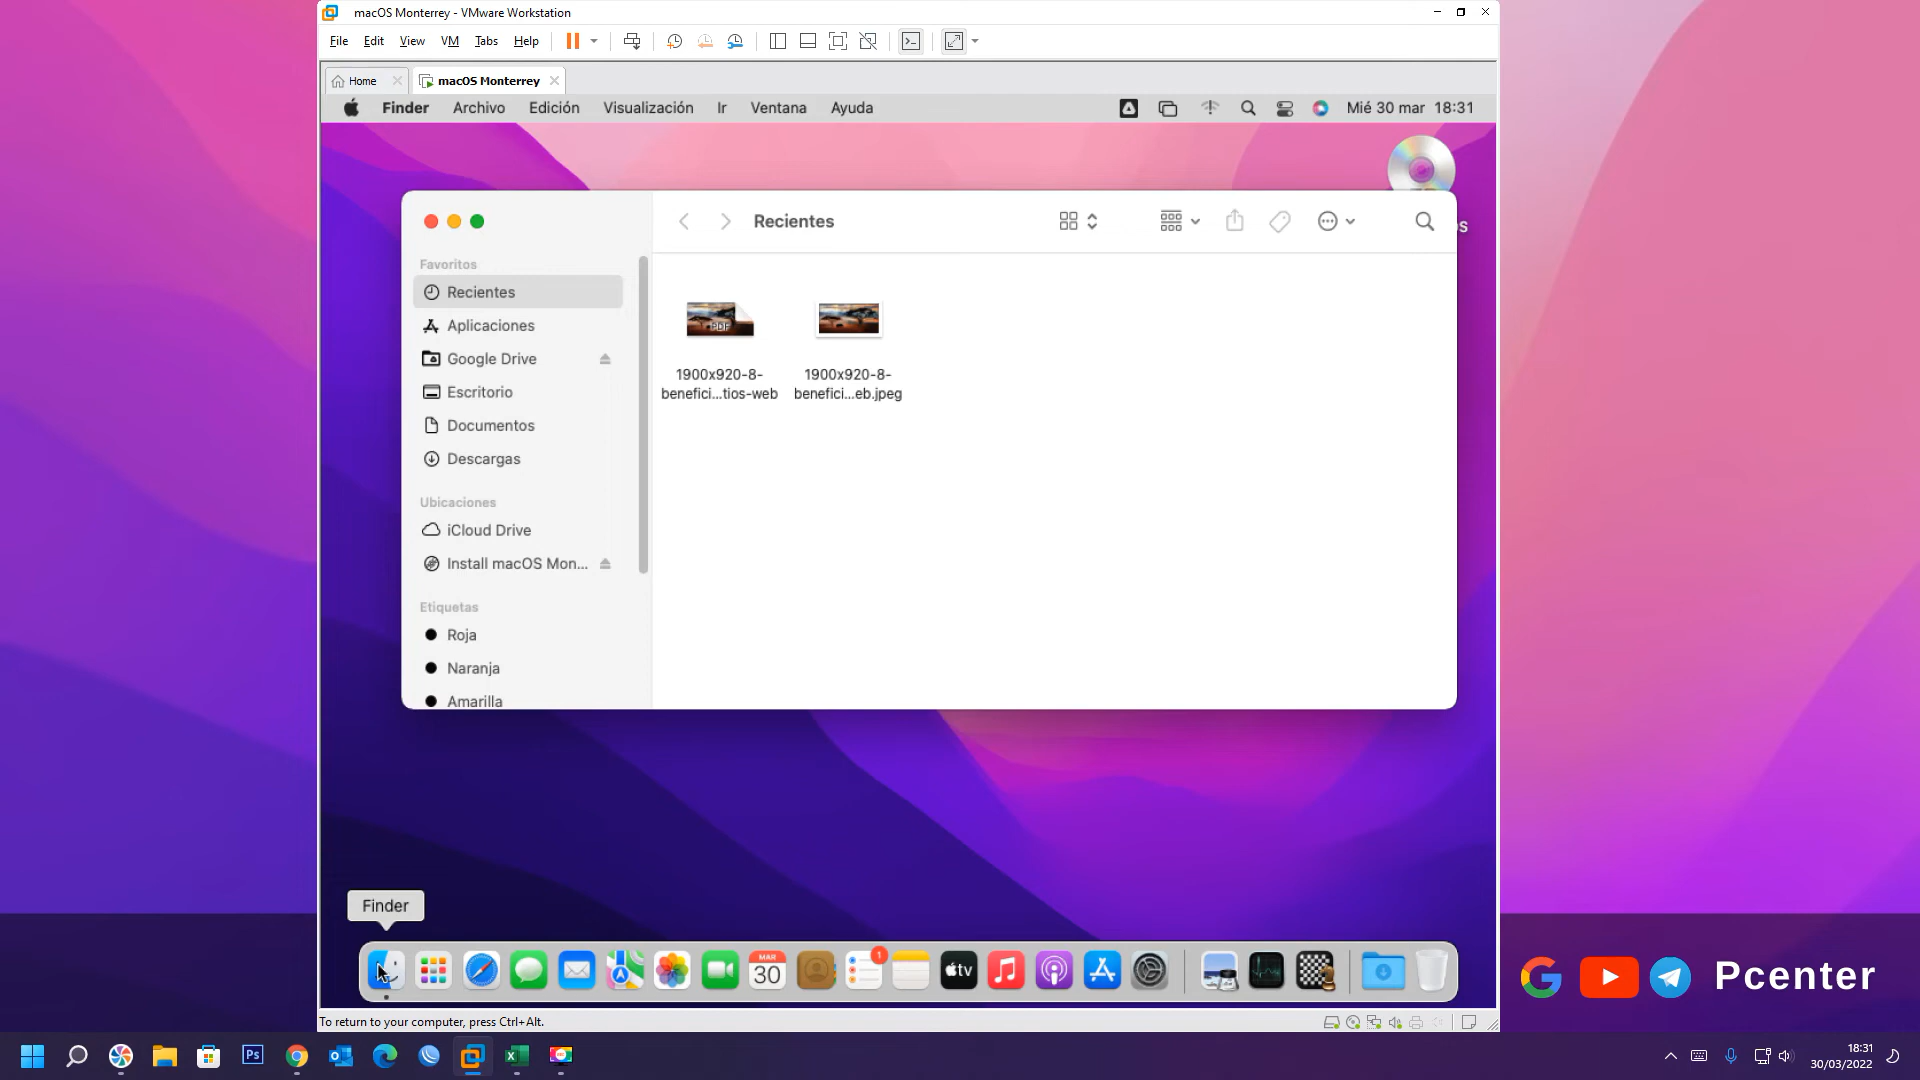 macOS Monterrey - VMware Workstation
File Edit View VM Tabs Help
Home macOS Monterrey
Finder Archivo Edición Visualización Ir Ventana Ayuda Mié 30 mar 18:31
os
Recientes
Favoritos
Recientes
Aplicaciones
Google Drive
Escritorio
Documentos
Descargas
Ubicaciones
iCloud Drive
Install macOS Mon...
Etiquetas
Roja
Naranja
Amarilla
PDF
1900x920-8-
benefici...tios-web
1900x920-8-
benefici...eb.jpeg
Finder
MAR
30
1
tv
Pcenter
To return to your computer, press Ctrl+Alt.
Ps
18:31
30/03/2022